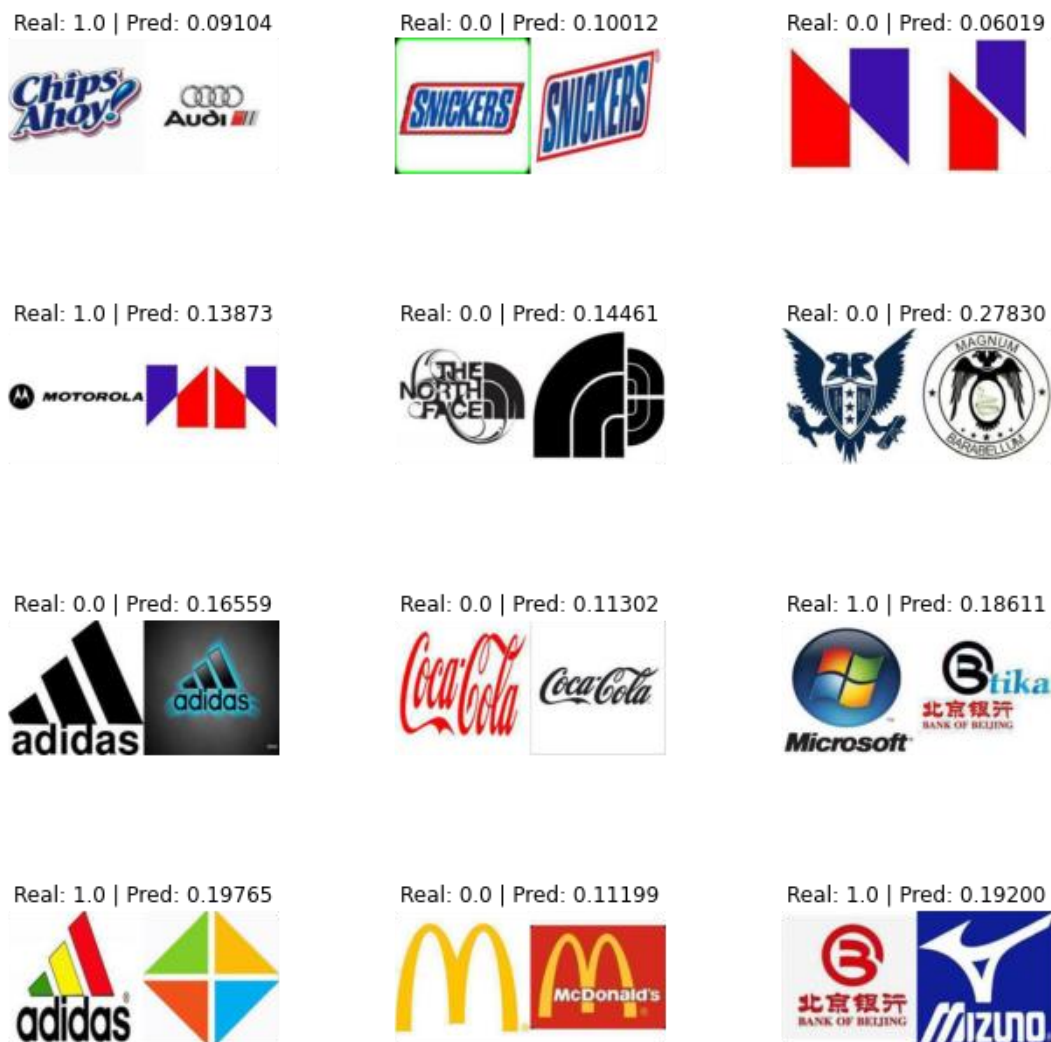 Real: 1.0 | Pred: 0.09104
Chips
Ahoy!
Audi
Real: 0.0 | Pred: 0.10012
SNICKERS
SNICKERS
®
Real: 0.0 | Pred: 0.06019
Real: 1.0 | Pred: 0.13873
M MOTOROLA
Real: 0.0 | Pred: 0.14461
THE
NORTH
FACE
Real: 0.0 | Pred: 0.27830
MAGNUM
BARABELLUM
Real: 0.0 | Pred: 0.16559
adidas
adidas
Real: 0.0 | Pred: 0.11302
Coca-Cola
Coca-Cola
Real: 1.0 | Pred: 0.18611
Microsoft
Btika
北京银行
BANK OF BEIJING
Real: 1.0 | Pred: 0.19765
adidas
®
Real: 0.0 | Pred: 0.11199
M
McDonald's
Real: 1.0 | Pred: 0.19200
北京银行
BANK OF BEIJING
MIZUNO